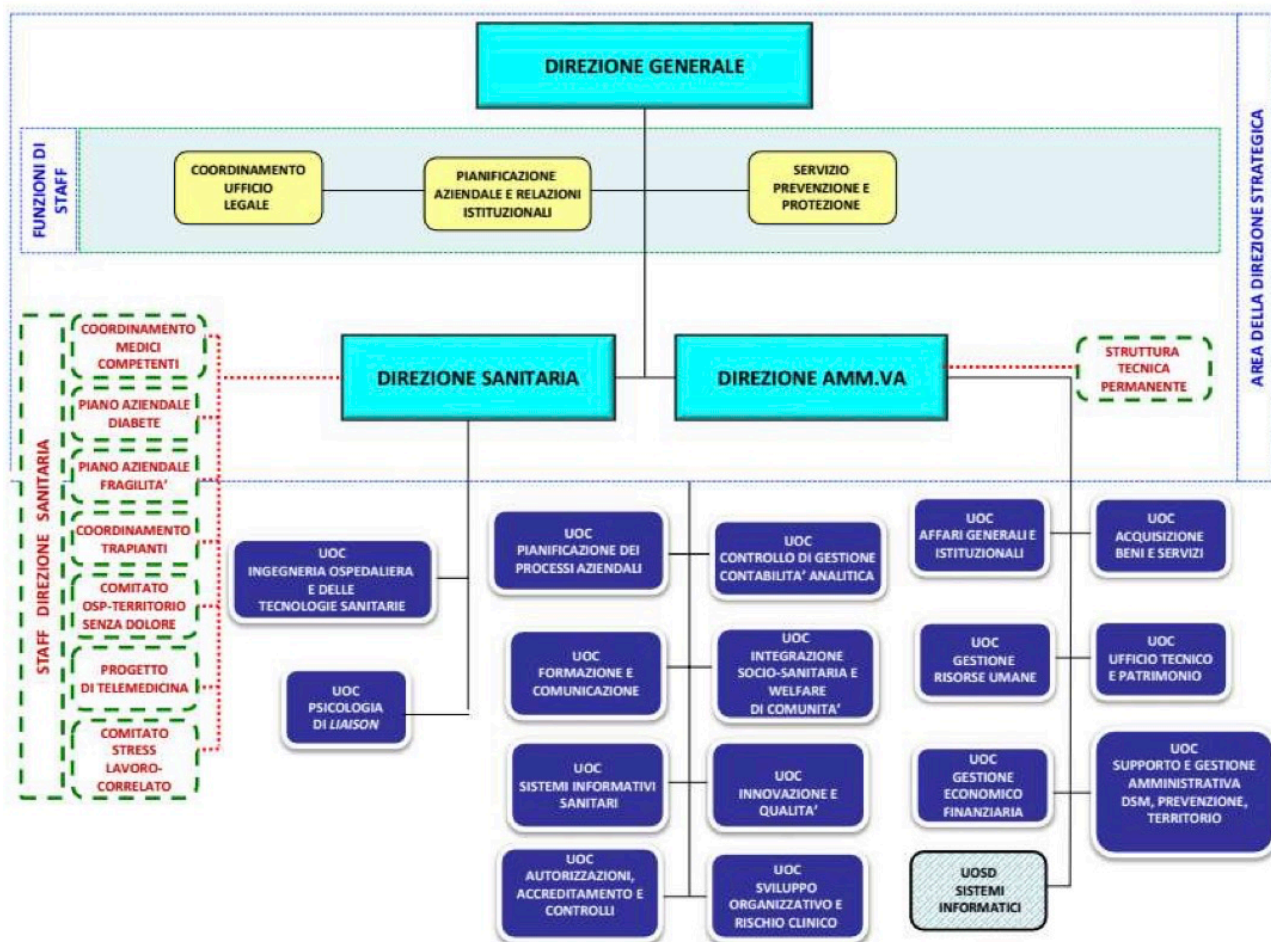 DIREZIONE GENERALE
AREA DELLA DIREZIONE STRATEGICA
FUNZIONI DI
STAFF
COORDINAMENTO
UFFICIO
LEGALE
PIANIFICAZIONE
AZIENDALE E RELAZIONI
ISTITUZIONALI
SERVIZIO
PREVENZIONE E
PROTEZIONE
STAFF DIREZIONE SANITARIA
COORDINAMENTO
MEDICI
COMPETENTI
PIANO AZIENDALE
DIABETE
PIANO AZIENDALE
FRAGILITA'
COORDINAMENTO
TRAPIANTI
COMITATO
OSP-TERRITORIO
SENZA DOLORE
PROGETTO
DI TELEMEDICINA
COMITATO
STRESS
LAVORO-
CORRELATO
DIREZIONE SANITARIA
DIREZIONE AMM.VA
STRUTTURA
TECNICA
PERMANENTE
UOC
INGEGNERIA OSPEDALIERA
E DELLE
TECNOLOGIE SANITARIE
UOC
PSICOLOGIA
DI LIAISON
UOC
PIANIFICAZIONE DEI
PROCESSI AZIENDALI
UOC
CONTROLLO DI GESTIONE
CONTABILITA' ANALITICA
UOC
FORMAZIONE E
COMUNICAZIONE
UOC
INTEGRAZIONE
SOCIO-SANITARIA E
WELFARE
DI COMUNITA'
UOC
SISTEMI INFORMATIVI
SANITARI
UOC
INNOVAZIONE E
QUALITA'
UOC
AUTORIZZAZIONI,
ACCREDITAMENTO E
CONTROLLI
UOC
SVILUPPO
ORGANIZZATIVO E
RISCHIO CLINICO
UOC
AFFARI GENERALI E
ISTITUZIONALI
UOC
ACQUISIZIONE
BENI E SERVIZI
UOC
GESTIONE
RISORSE UMANE
UOC
UFFICIO TECNICO
E PATRIMONIO
UOC
GESTIONE
ECONOMICO
FINANZIARIA
UOC
SUPPORTO E GESTIONE
AMMINISTRATIVA
DSM, PREVENZIONE,
TERRITORIO
UOSD
SISTEMI
INFORMATICI